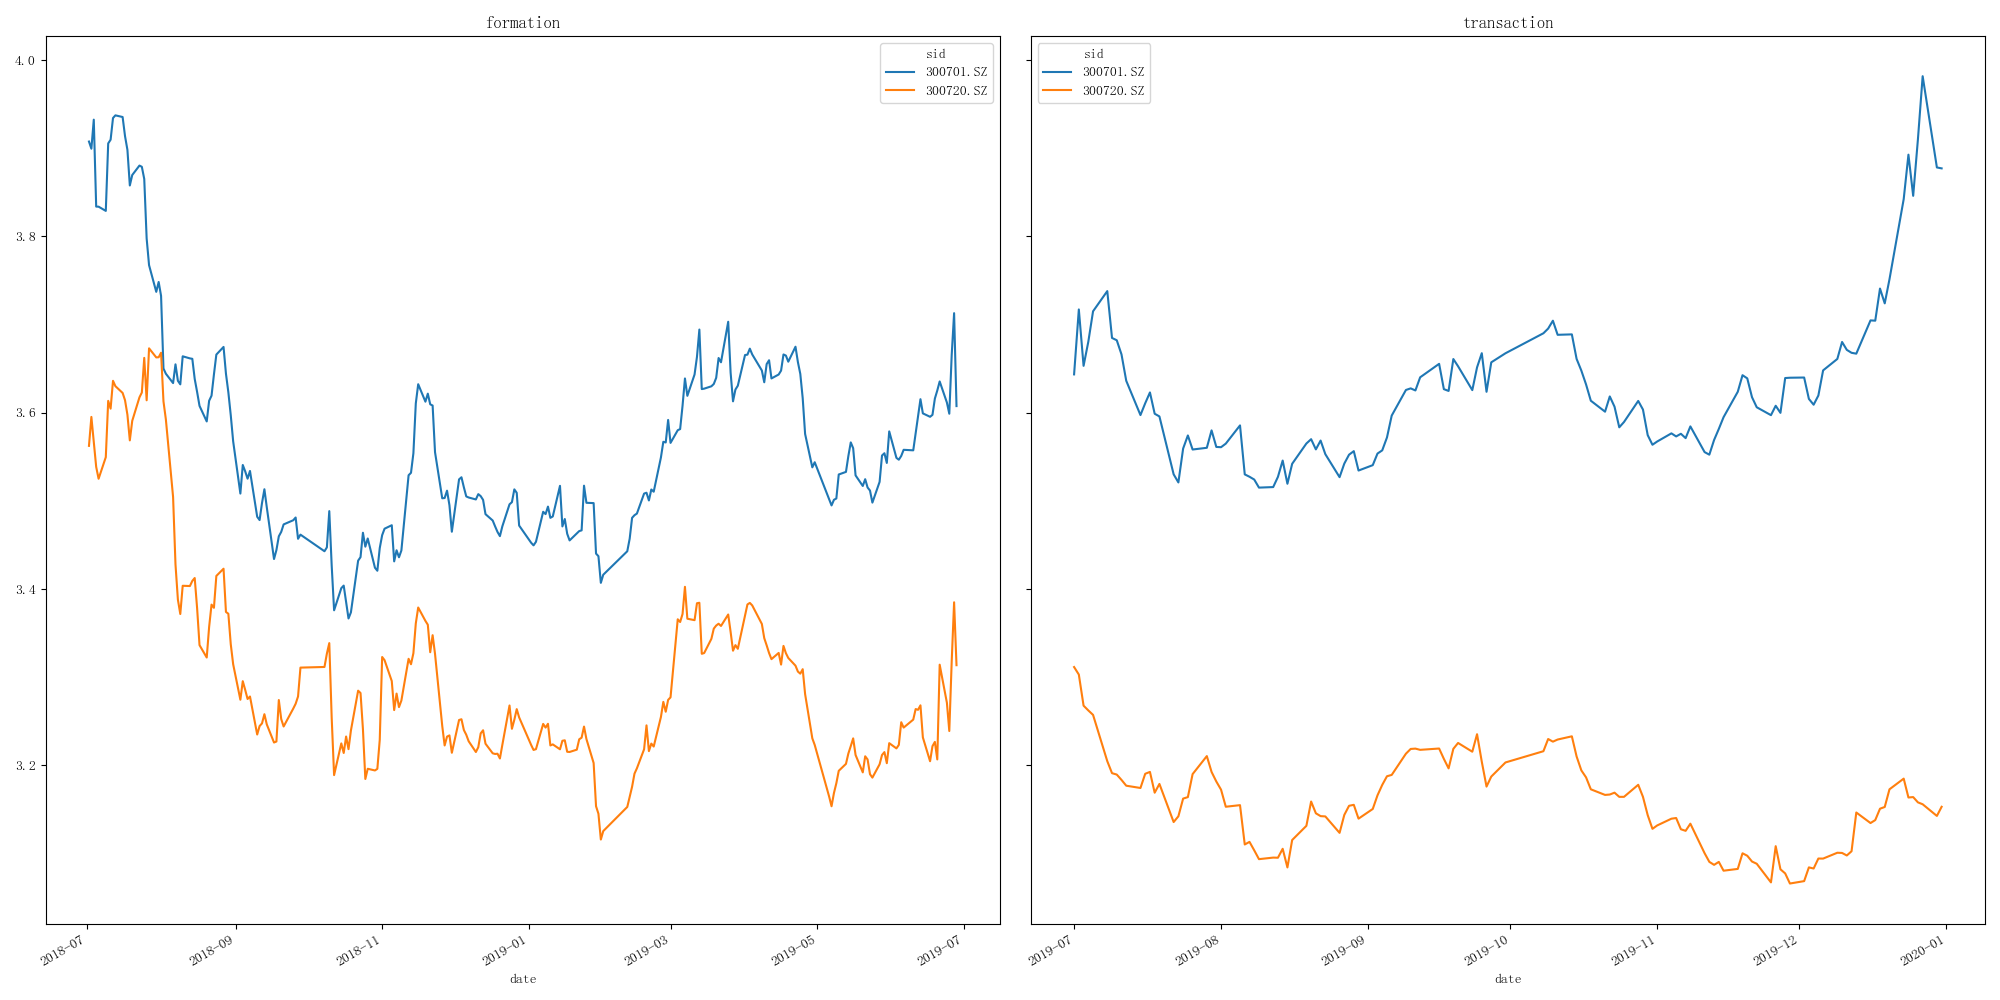 formation
transaction
sid
300701.SZ
300720.SZ
sid
300701.SZ
300720.SZ
4.0
3.8
3.6
3.4
3.2
2018-07
2018-09
2018-11
2019-01
2019-03
2019-05
2019-07
date
2019-07
2019-08
2019-09
2019-10
2019-11
2019-12
2020-01
date